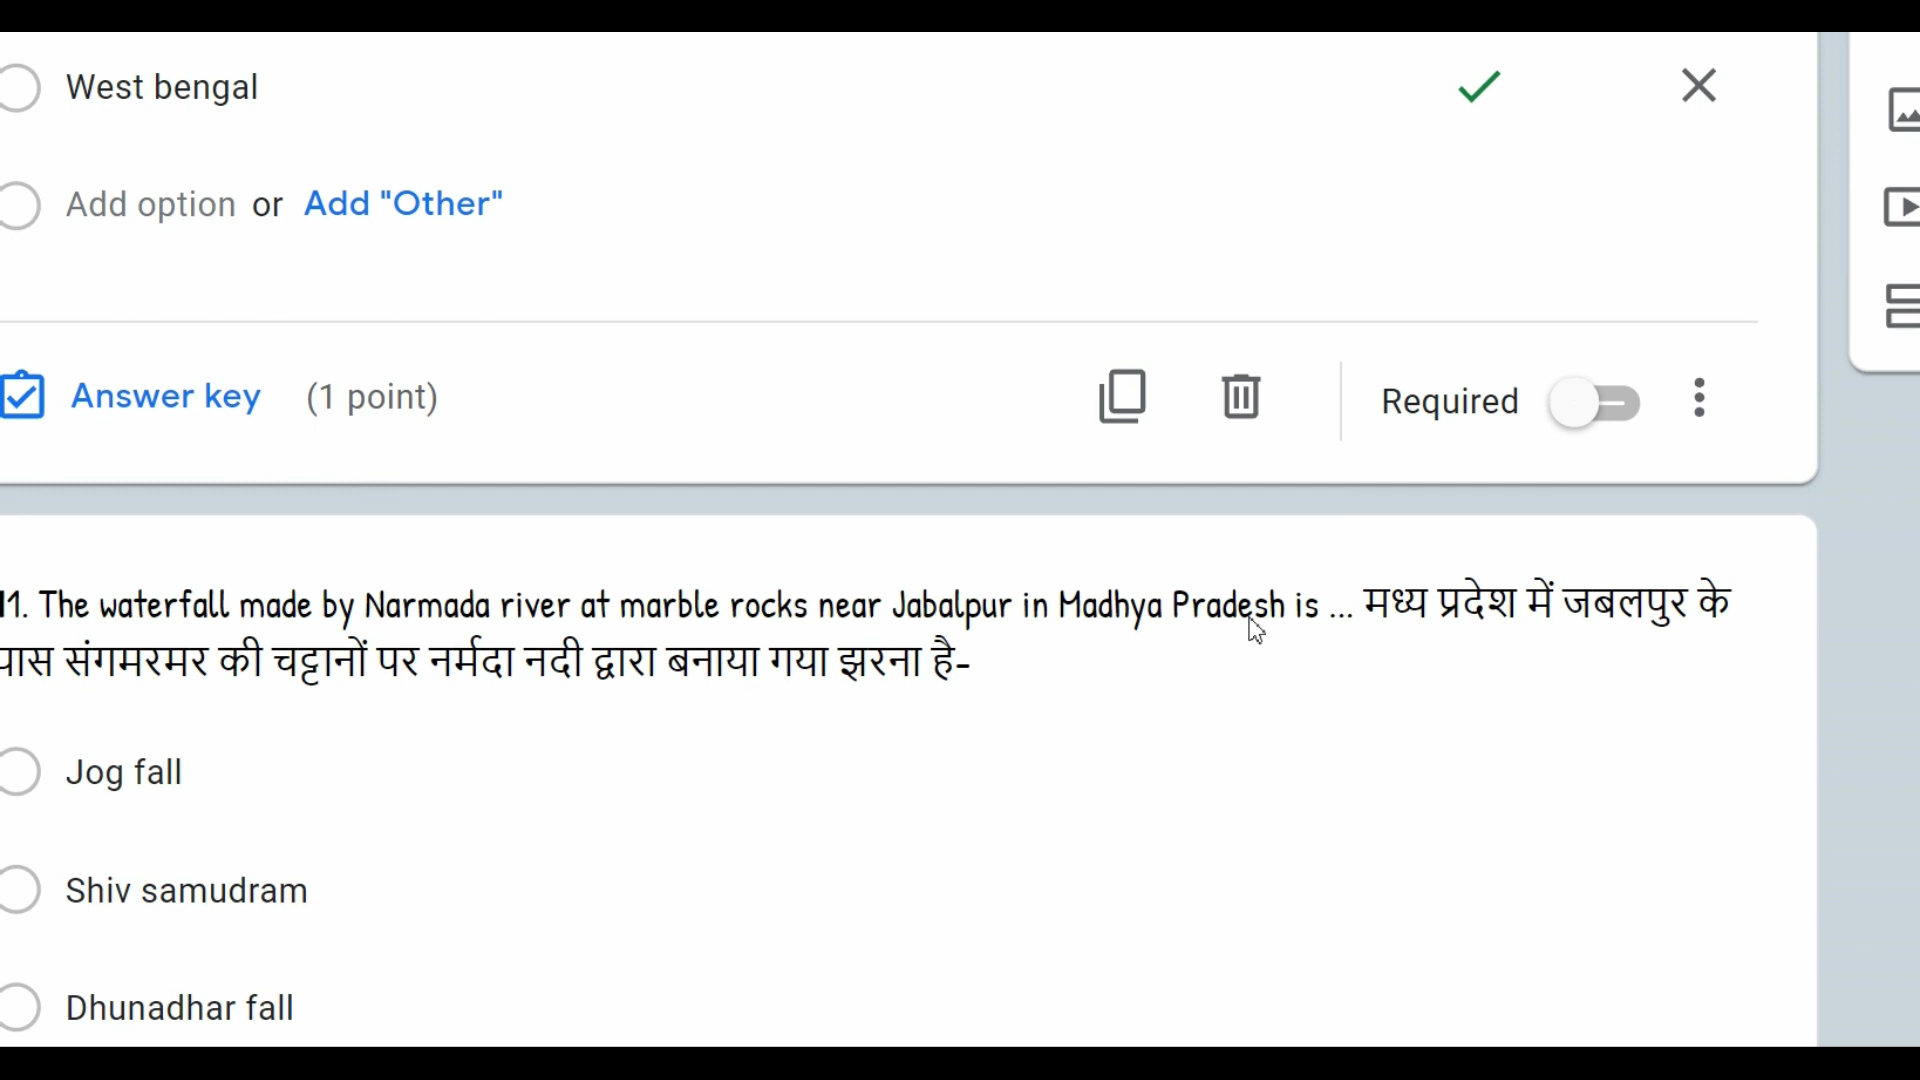 West bengal
Add option or Add "Other"
Answer key (1 point) Required
11. The waterfall made by Narmada river at marble rocks near Jabalpur in Madhya Pradesh is ... मध्य प्रदेश में जबलपुर के
पास संगमरमर की चट्टानों पर नर्मदा नदी द्वारा बनाया गया झरना है-
Jog fall
Shiv samudram
Dhunadhar fall